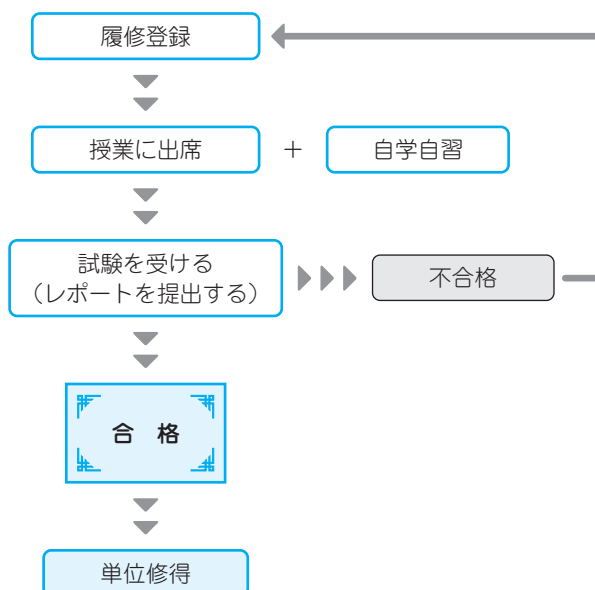 履修登録
授業に出席 + 自学自習
試験を受ける
（レポートを提出する）
不合格
合 格
単位修得